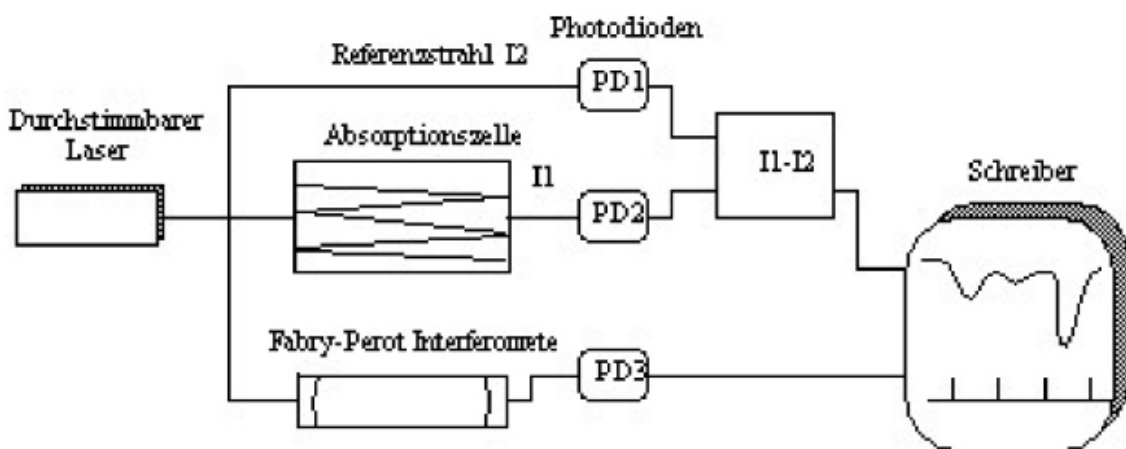 Photodioden
Referenzstrahl I2
PD1
Durchstimmbarer
Laser
Absorptionszelle
I1
PD2
I1-I2
Schreiber
Fabry-Perot Interferomete
PD3